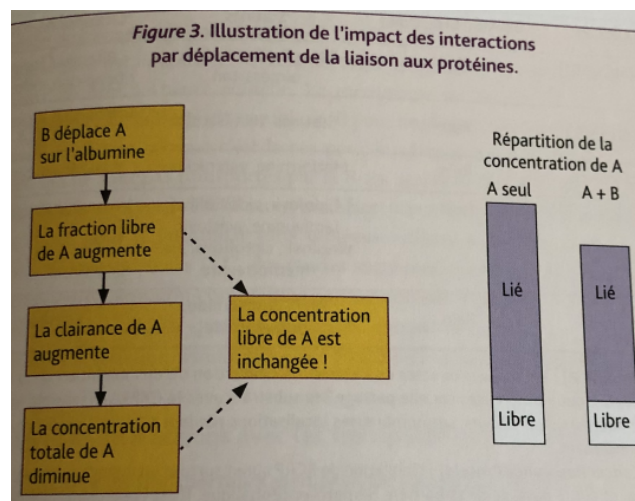 Figure 3. Illustration de l'impact des interactions
par déplacement de la liaison aux protéines.
B déplace A
sur l'albumine
La fraction libre
de A augmente
La clairance de A
augmente
La concentration
totale de A
diminue
La concentration
libre de A est
inchangée !
Répartition de la
concentration de A
A seul
A + B
Lié
Lié
Libre
Libre